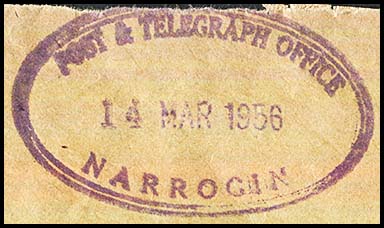 POST & TELEGRAPH OFFICE
14 MAR 1956
NARROGIN